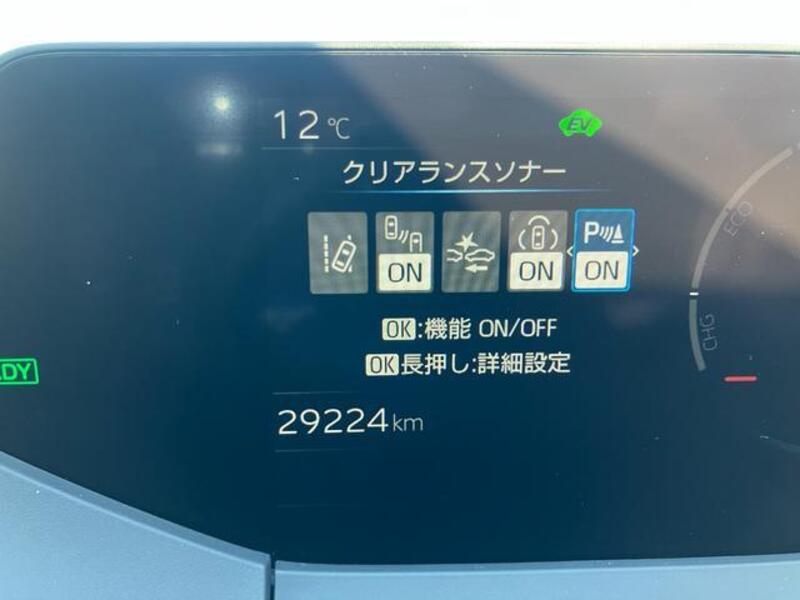 12℃ EV
クリアランスソナー
ON ON P ON
OK:機能 ON/OFF
OK長押し:詳細設定
29224km
ECO
CHG
ADY